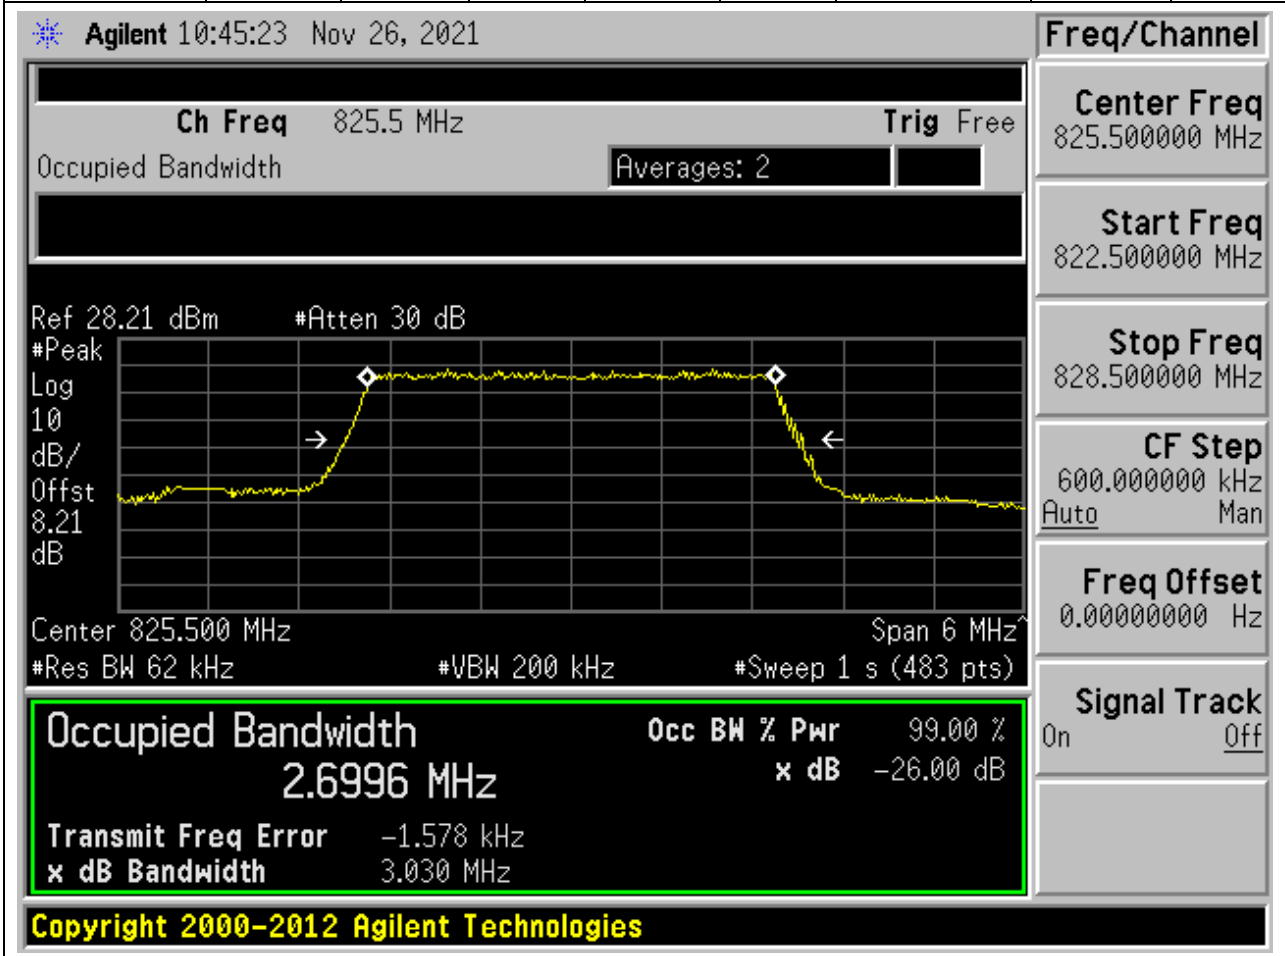 Agilent 10:45:23 Nov 26, 2021
Freq/Channel
Ch Freq 825.5 MHz Trig Free
Occupied Bandwidth Averages: 2
Center Freq
825.500000 MHz
Start Freq
822.500000 MHz
Stop Freq
828.500000 MHz
CF Step
600.000000 kHz
Auto Man
Freq Offset
0.00000000 Hz
Signal Track
On Off
Ref 28.21 dBm #Atten 30 dB
#Peak
Log
10
dB/
Offst
8.21
dB
Center 825.500 MHz Span 6 MHz^
#Res BW 62 kHz #VBW 200 kHz #Sweep 1 s (483 pts)
Occupied Bandwidth Occ BW % Pwr 99.00 %
2.6996 MHz x dB -26.00 dB
Transmit Freq Error -1.578 kHz
x dB Bandwidth 3.030 MHz
Copyright 2000-2012 Agilent Technologies